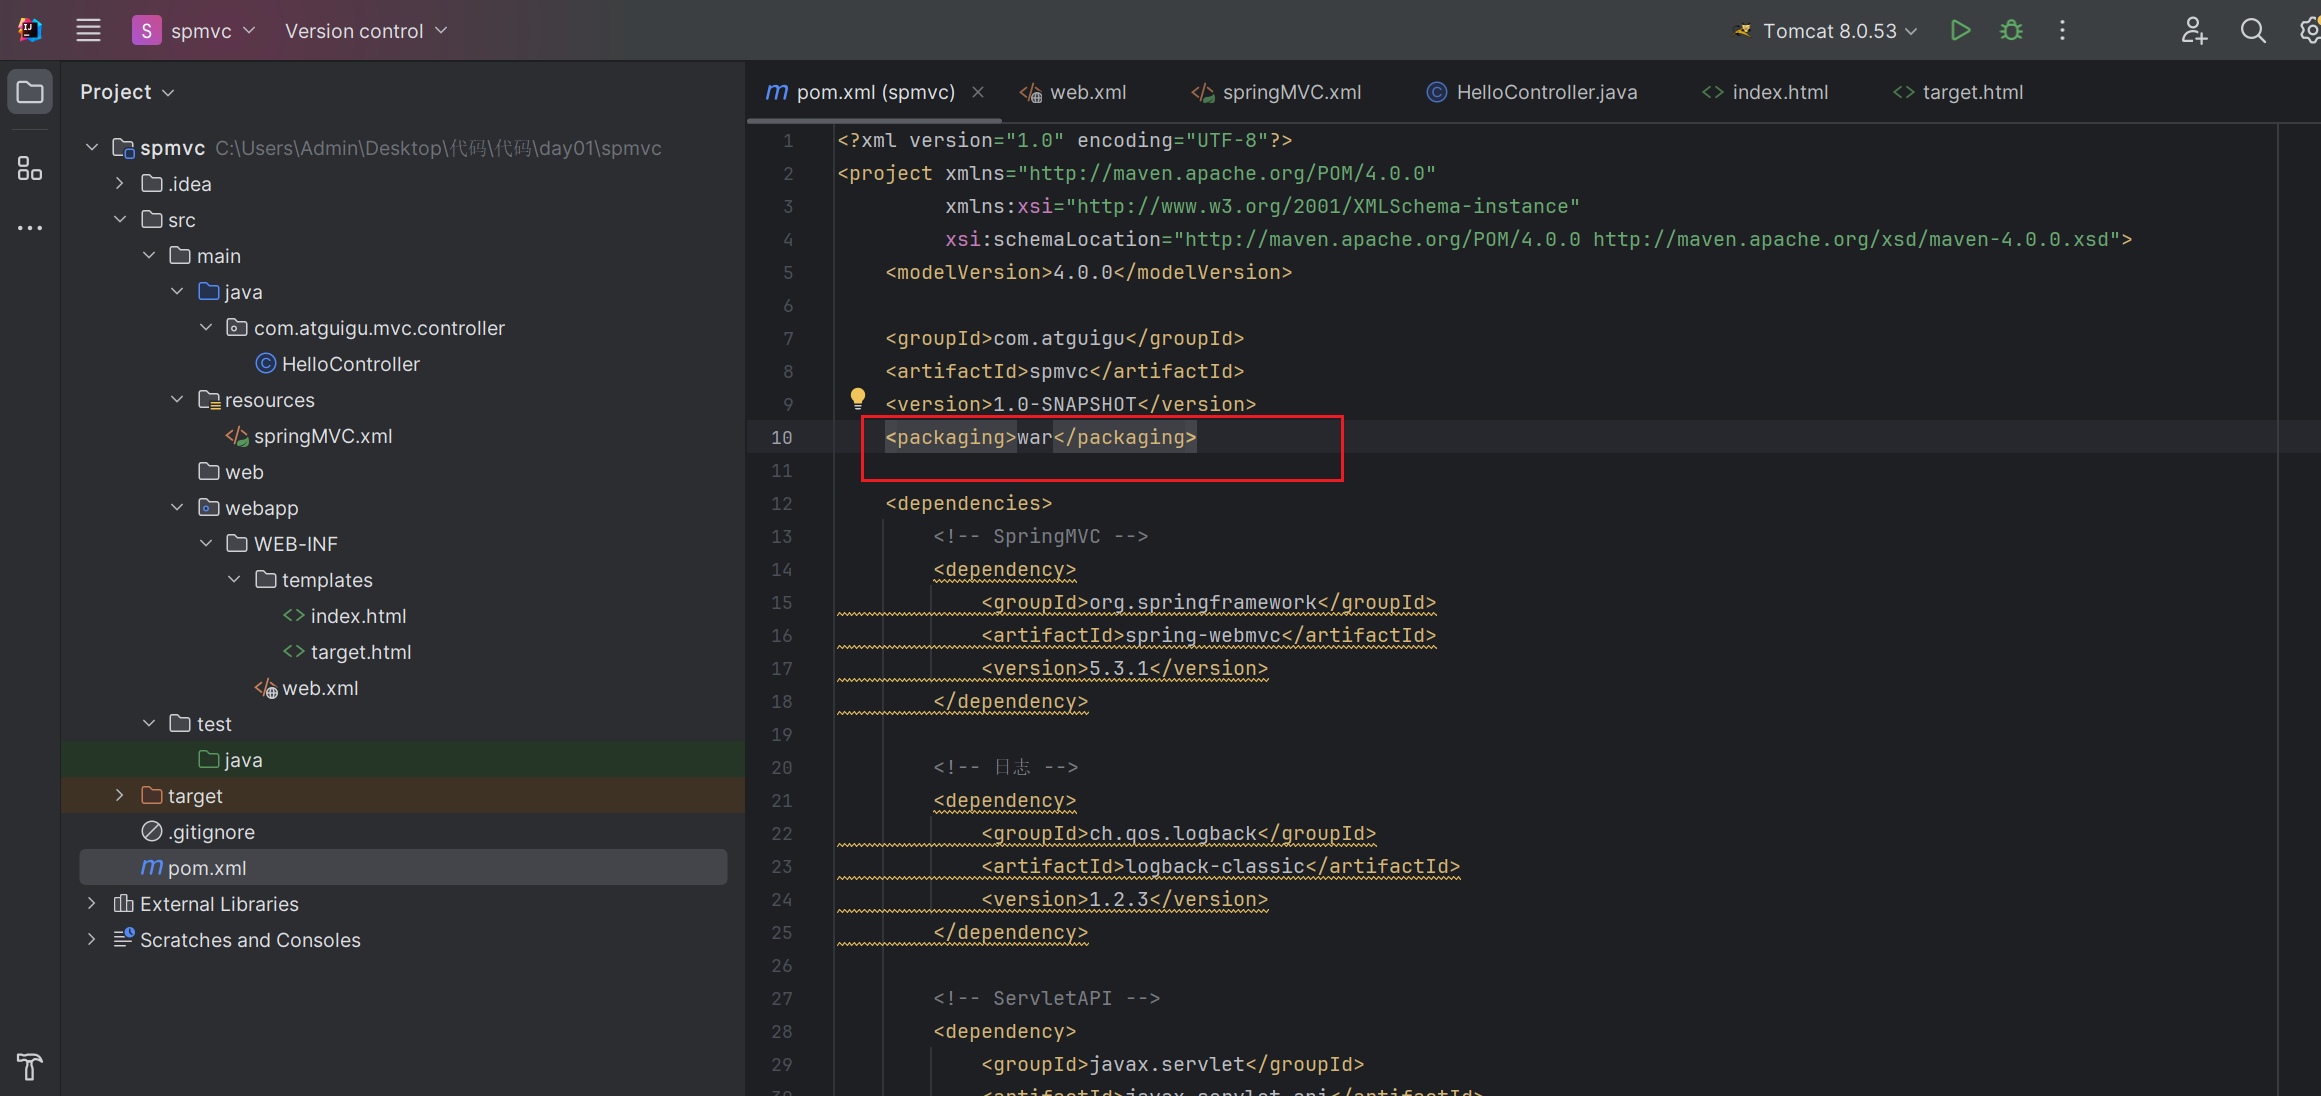 S spmvc Version control Tomcat 8.0.53
Project
pom.xml (spmvc) web.xml springMVC.xml HelloController.java index.html target.html
spmvc C:\Users\Admin\Desktop\代码\代码\day01\spmvc
.idea
src
main
java
com.atguigu.mvc.controller
HelloController
resources
springMVC.xml
web
webapp
WEB-INF
templates
index.html
target.html
web.xml
test
java
target
.gitignore
pom.xml
External Libraries
Scratches and Consoles
1 <?xml version="1.0" encoding="UTF-8"?>
2 <project xmlns="http://maven.apache.org/POM/4.0.0"
3 xmlns:xsi="http://www.w3.org/2001/XMLSchema-instance"
4 xsi:schemaLocation="http://maven.apache.org/POM/4.0.0 http://maven.apache.org/xsd/maven-4.0.0.xsd">
5 <modelVersion>4.0.0</modelVersion>
6
7 <groupId>com.atguigu</groupId>
8 <artifactId>spmvc</artifactId>
9 <version>1.0-SNAPSHOT</version>
10 <packaging>war</packaging>
11
12 <dependencies>
13 <!-- SpringMVC -->
14 <dependency>
15 <groupId>org.springframework</groupId>
16 <artifactId>spring-webmvc</artifactId>
17 <version>5.3.1</version>
18 </dependency>
19
20 <!-- 日志 -->
21 <dependency>
22 <groupId>ch.qos.logback</groupId>
23 <artifactId>logback-classic</artifactId>
24 <version>1.2.3</version>
25 </dependency>
26
27 <!-- ServletAPI -->
28 <dependency>
29 <groupId>javax.servlet</groupId>
30 <artifactId>javax.servlet-api</artifactId>